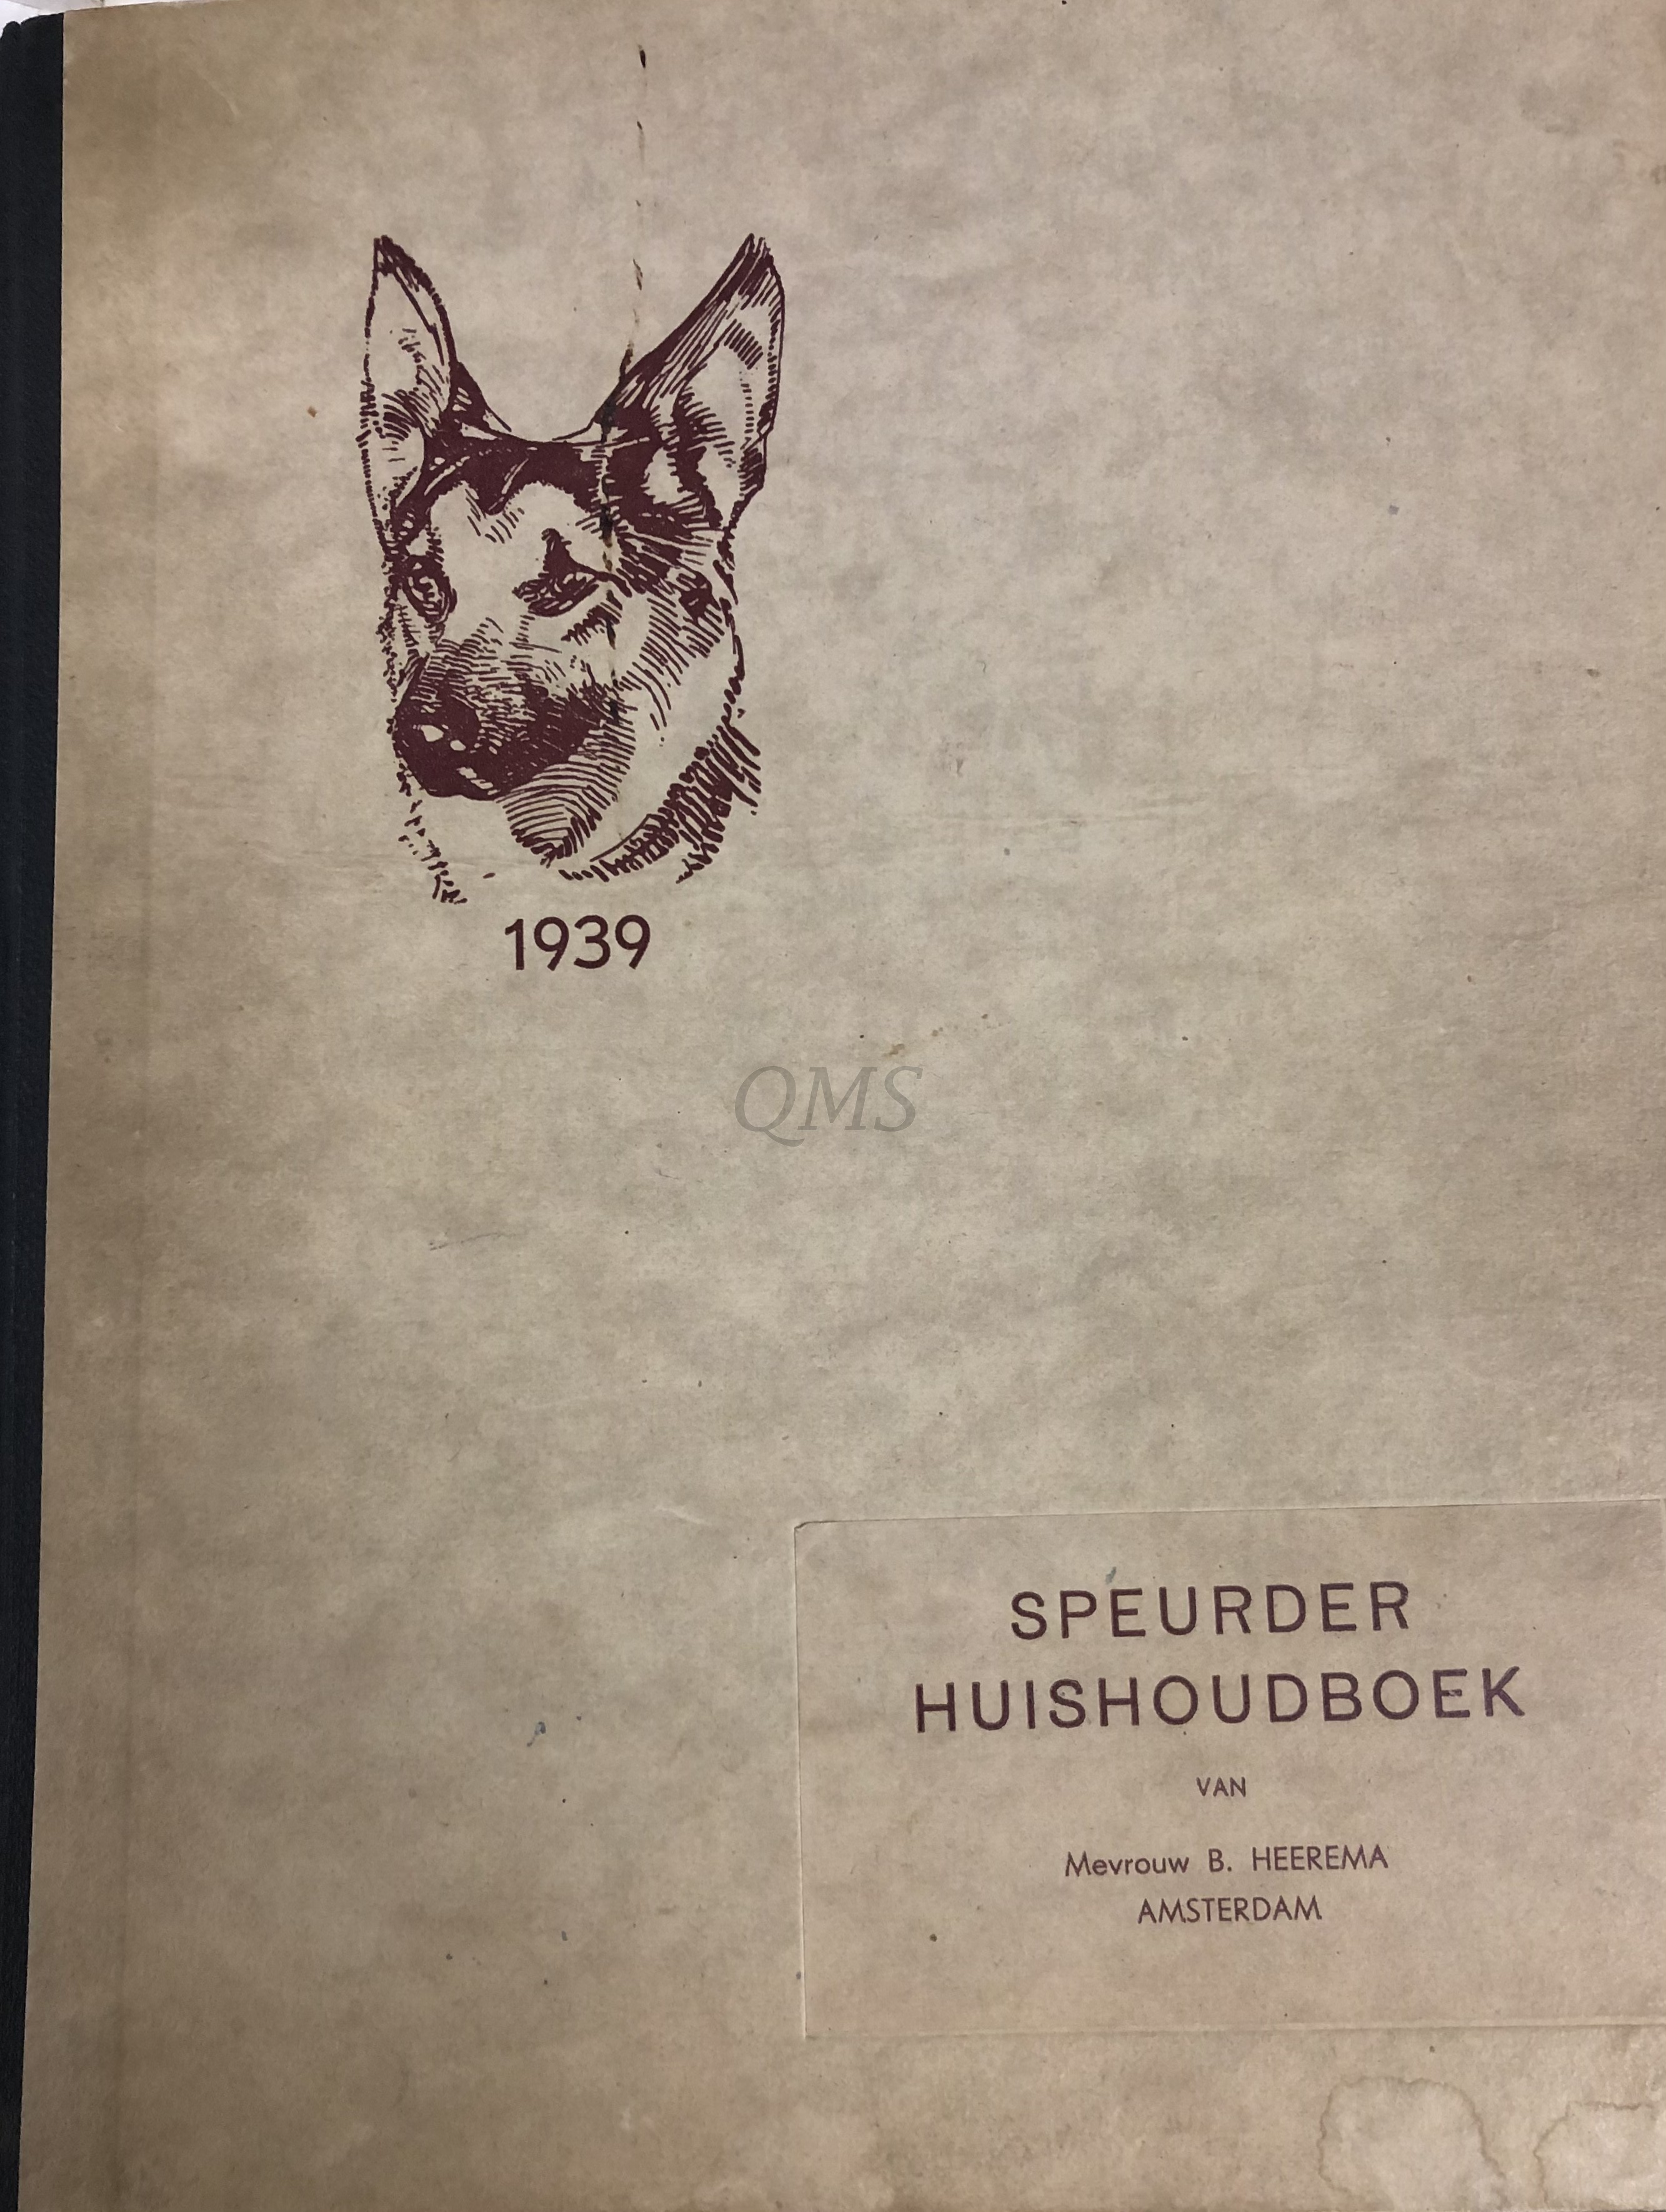 1939
QMS
SPEURDER
HUISHOUDBOEK
VAN
Mevrouw B. HEEREMA
AMSTERDAM